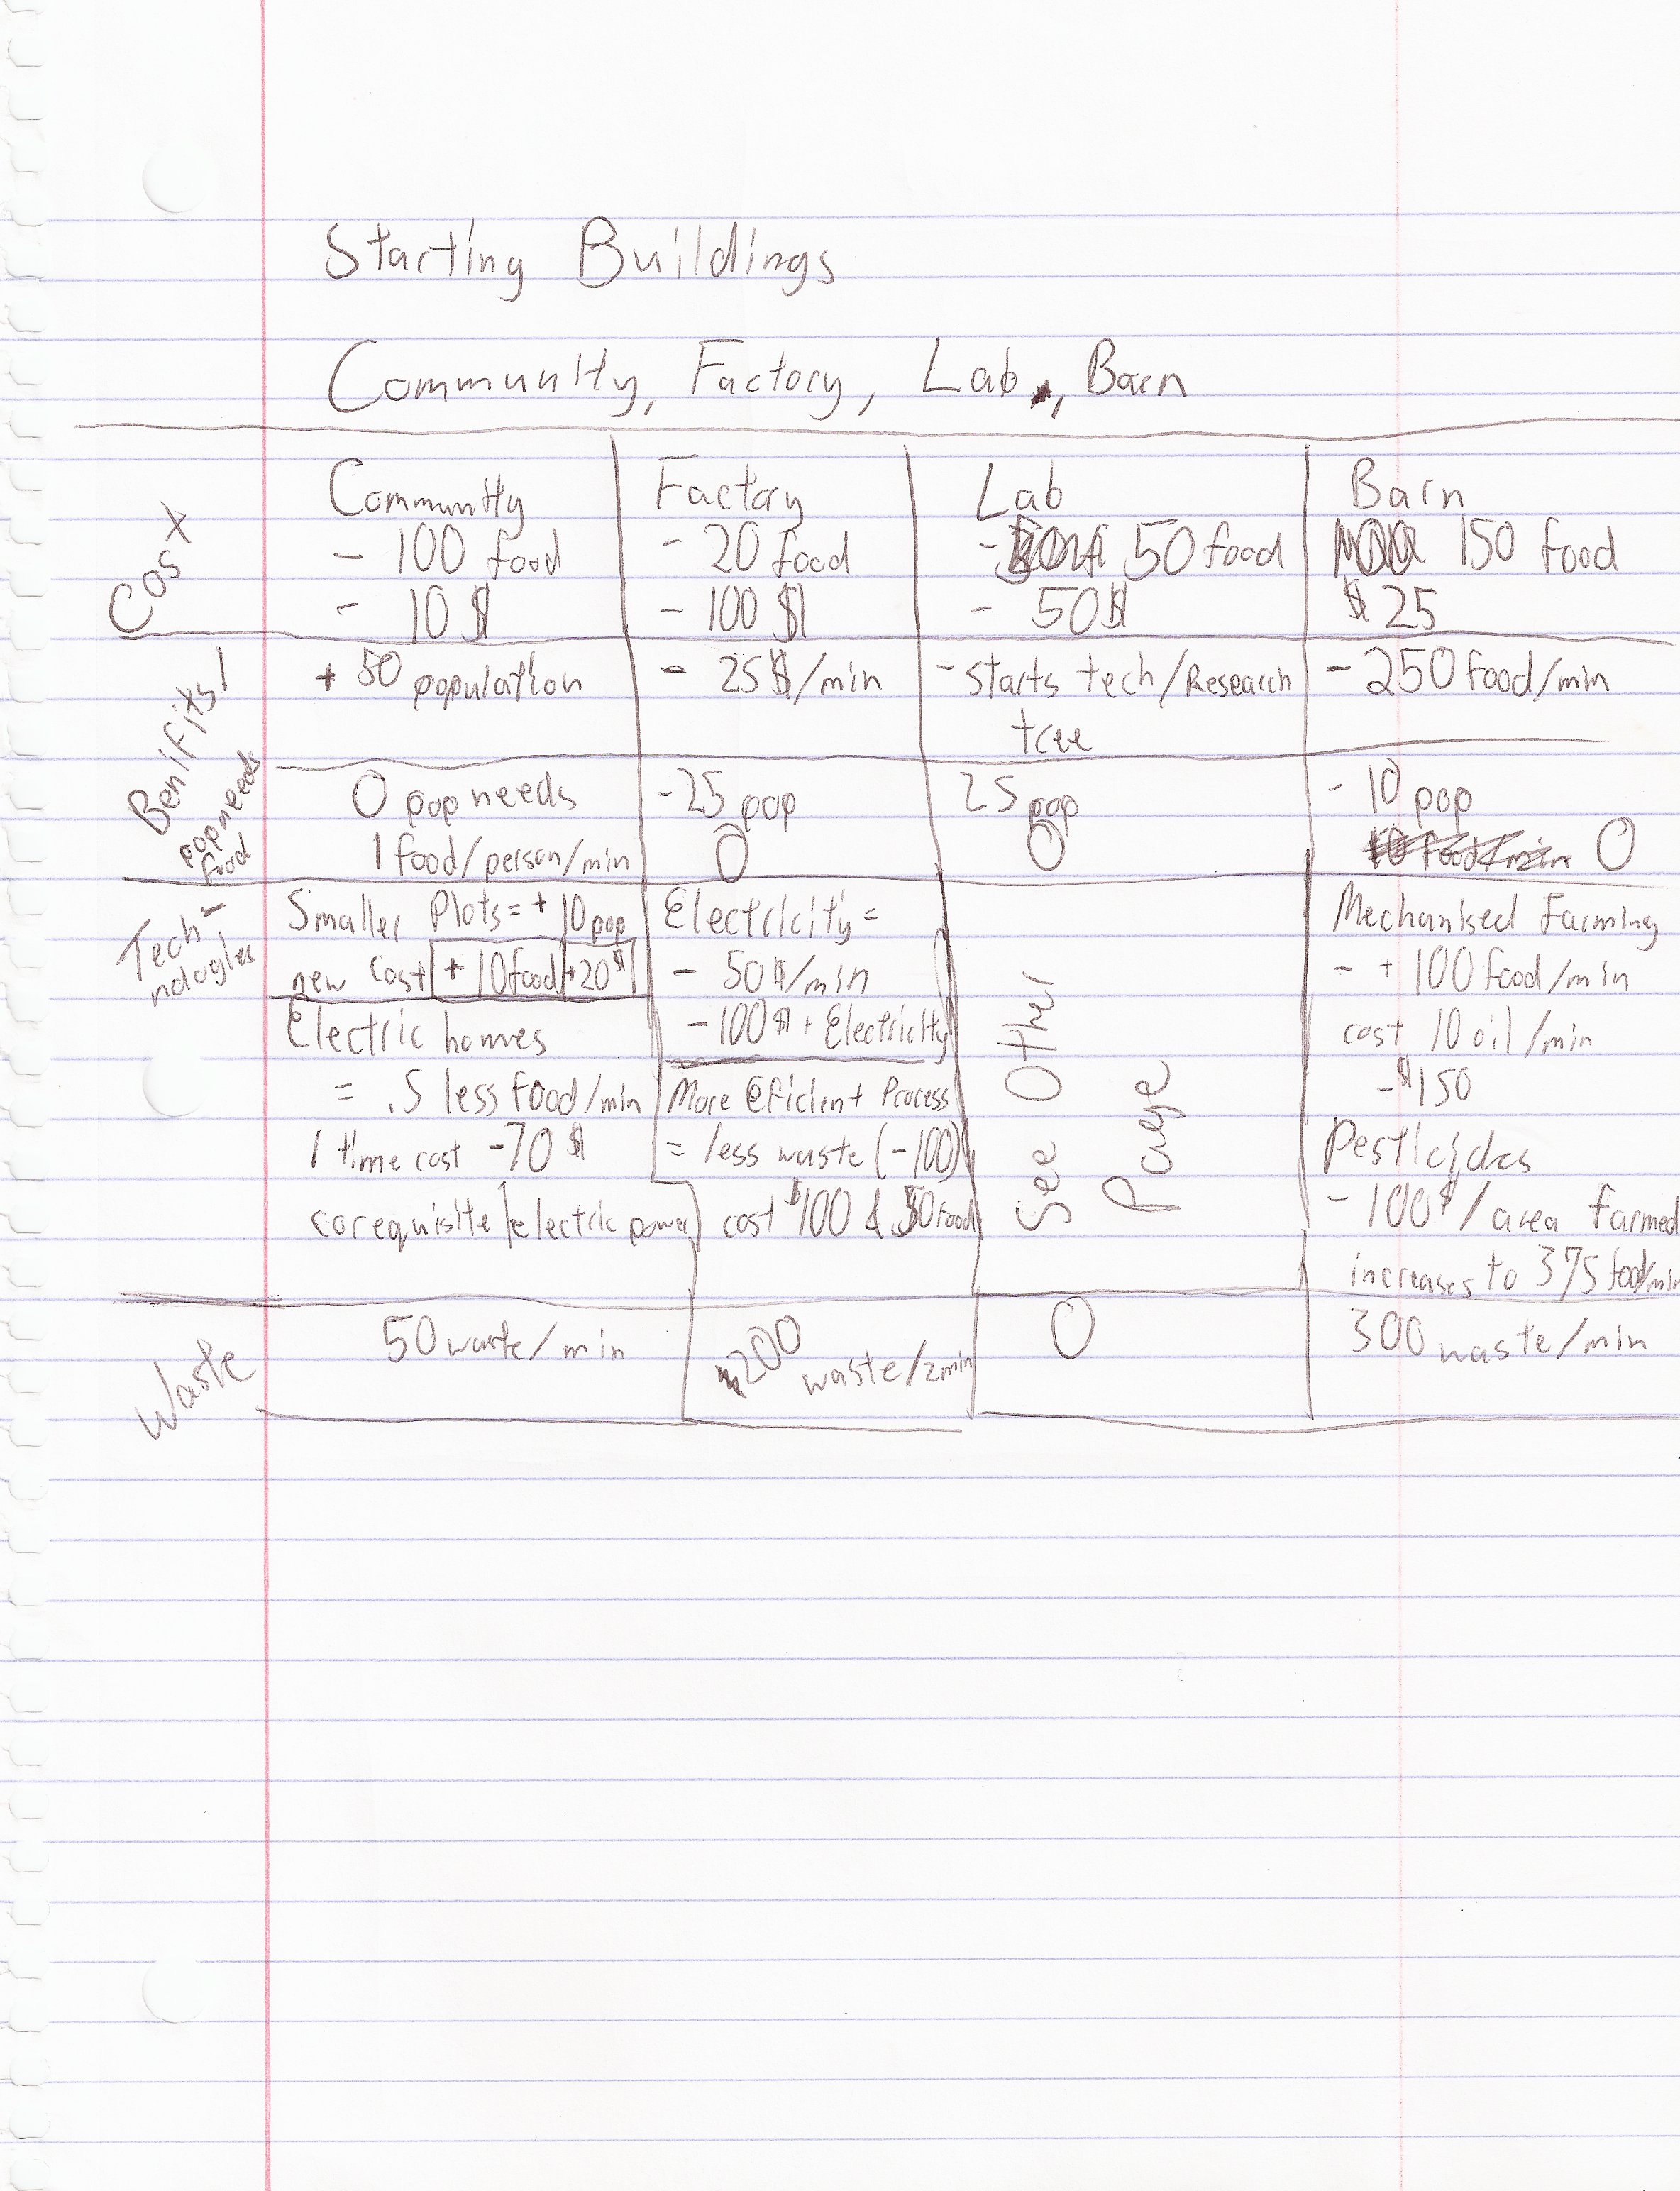 Starting Buildings
Community, Factory, Lab, Barn
Cost
Community
- 100 food
- 10 $
Factory
- 20 food
- 100 $
Lab
- 50 food
- 50 $
Barn
150 food
$ 25
Benifits!
+ 50 population
- 25 $/min
- starts tech/Research
tree
- 250 food/min
pop needs
food
0 pop needs
1 food/person/min
- 25 pop
0
25 pop
0
- 10 pop
0
Tech-
nologies
Smaller Plots = + 10 pop
new cost + 10 food +20 $
Electric homes
= .5 less food/min
1 time cost -70 $
corequisite electric power
Electricity =
- 50 $/min
- 100 $ + Electricity
More Eficient Process
= less waste (-100)
cost $100 & 50 food
See Other
Page
Mechanised Farming
- + 100 food/min
cost 10 oil/min
- $150
Pesticides
- 100 $/area farmed
increases to 375 food/min
Waste
50 waste/min
200
waste/2min
0
300 waste/min